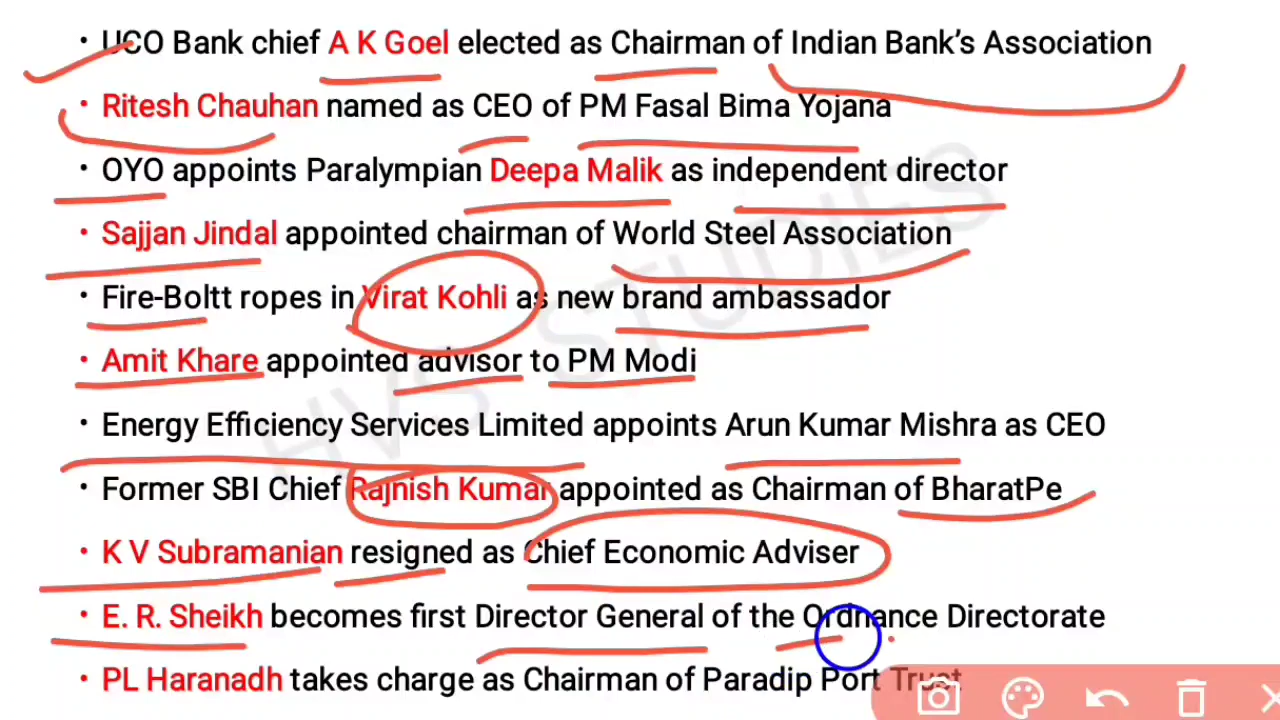 • UCO Bank chief A K Goel elected as Chairman of Indian Bank's Association
• Ritesh Chauhan named as CEO of PM Fasal Bima Yojana
• OYO appoints Paralympian Deepa Malik as independent director
• Sajjan Jindal appointed chairman of World Steel Association
• Fire-Boltt ropes in Virat Kohli as new brand ambassador
• Amit Khare appointed advisor to PM Modi
• Energy Efficiency Services Limited appoints Arun Kumar Mishra as CEO
• Former SBI Chief Rajnish Kumar appointed as Chairman of BharatPe
• K V Subramanian resigned as Chief Economic Adviser
• E. R. Sheikh becomes first Director General of the Ordnance Directorate
• PL Haranadh takes charge as Chairman of Paradip Port Trust
HVS STUDIES